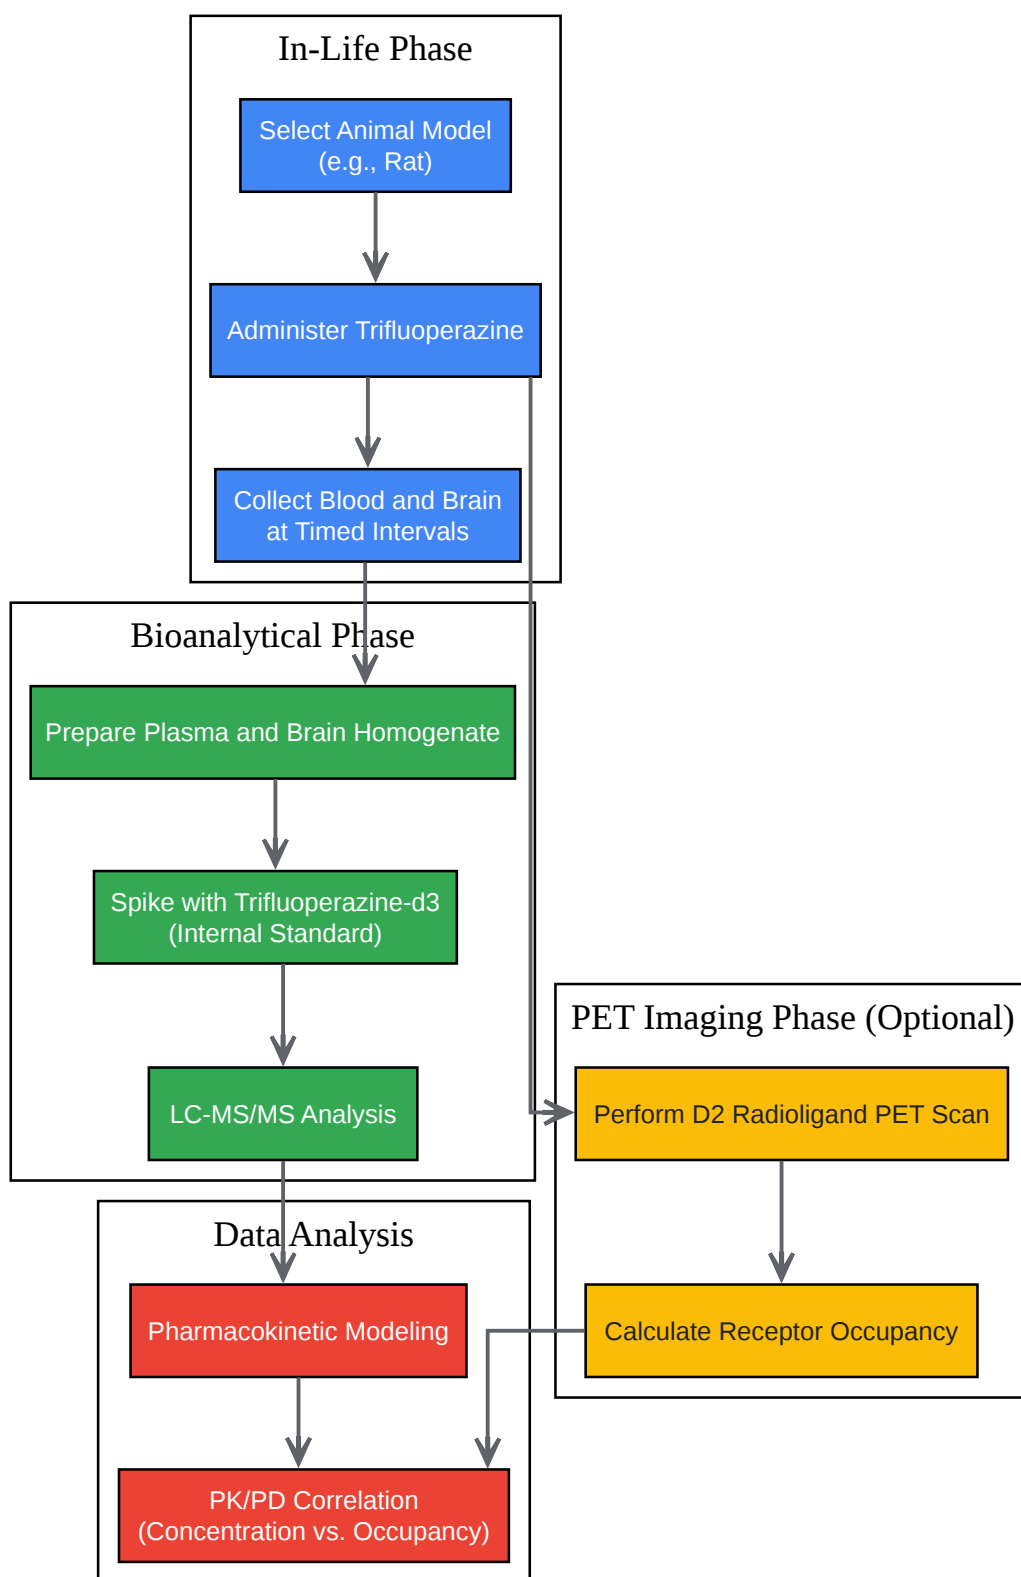 In-Life Phase
Select Animal Model
(e.g., Rat)
Administer Trifluoperazine
Collect Blood and Brain
at Timed Intervals
Bioanalytical Phase
Prepare Plasma and Brain Homogenate
Spike with Trifluoperazine-d3
(Internal Standard)
LC-MS/MS Analysis
PET Imaging Phase (Optional)
Perform D2 Radioligand PET Scan
Calculate Receptor Occupancy
Data Analysis
Pharmacokinetic Modeling
PK/PD Correlation
(Concentration vs. Occupancy)